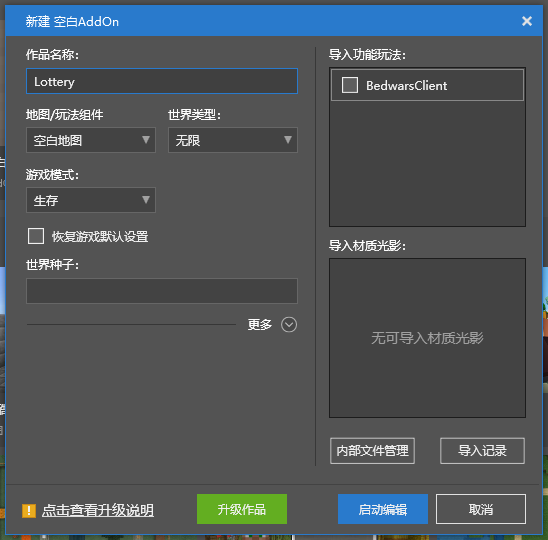 新建 空白AddOn
作品名称：
Lottery
地图/玩法组件
世界类型：
空白地图
无限
游戏模式：
生存
恢复游戏默认设置
世界种子：
更多
导入功能玩法：
BedwarsClient
导入材质光影：
无可导入材质光影
内部文件管理
导入记录
点击查看升级说明
升级作品
启动编辑
取消